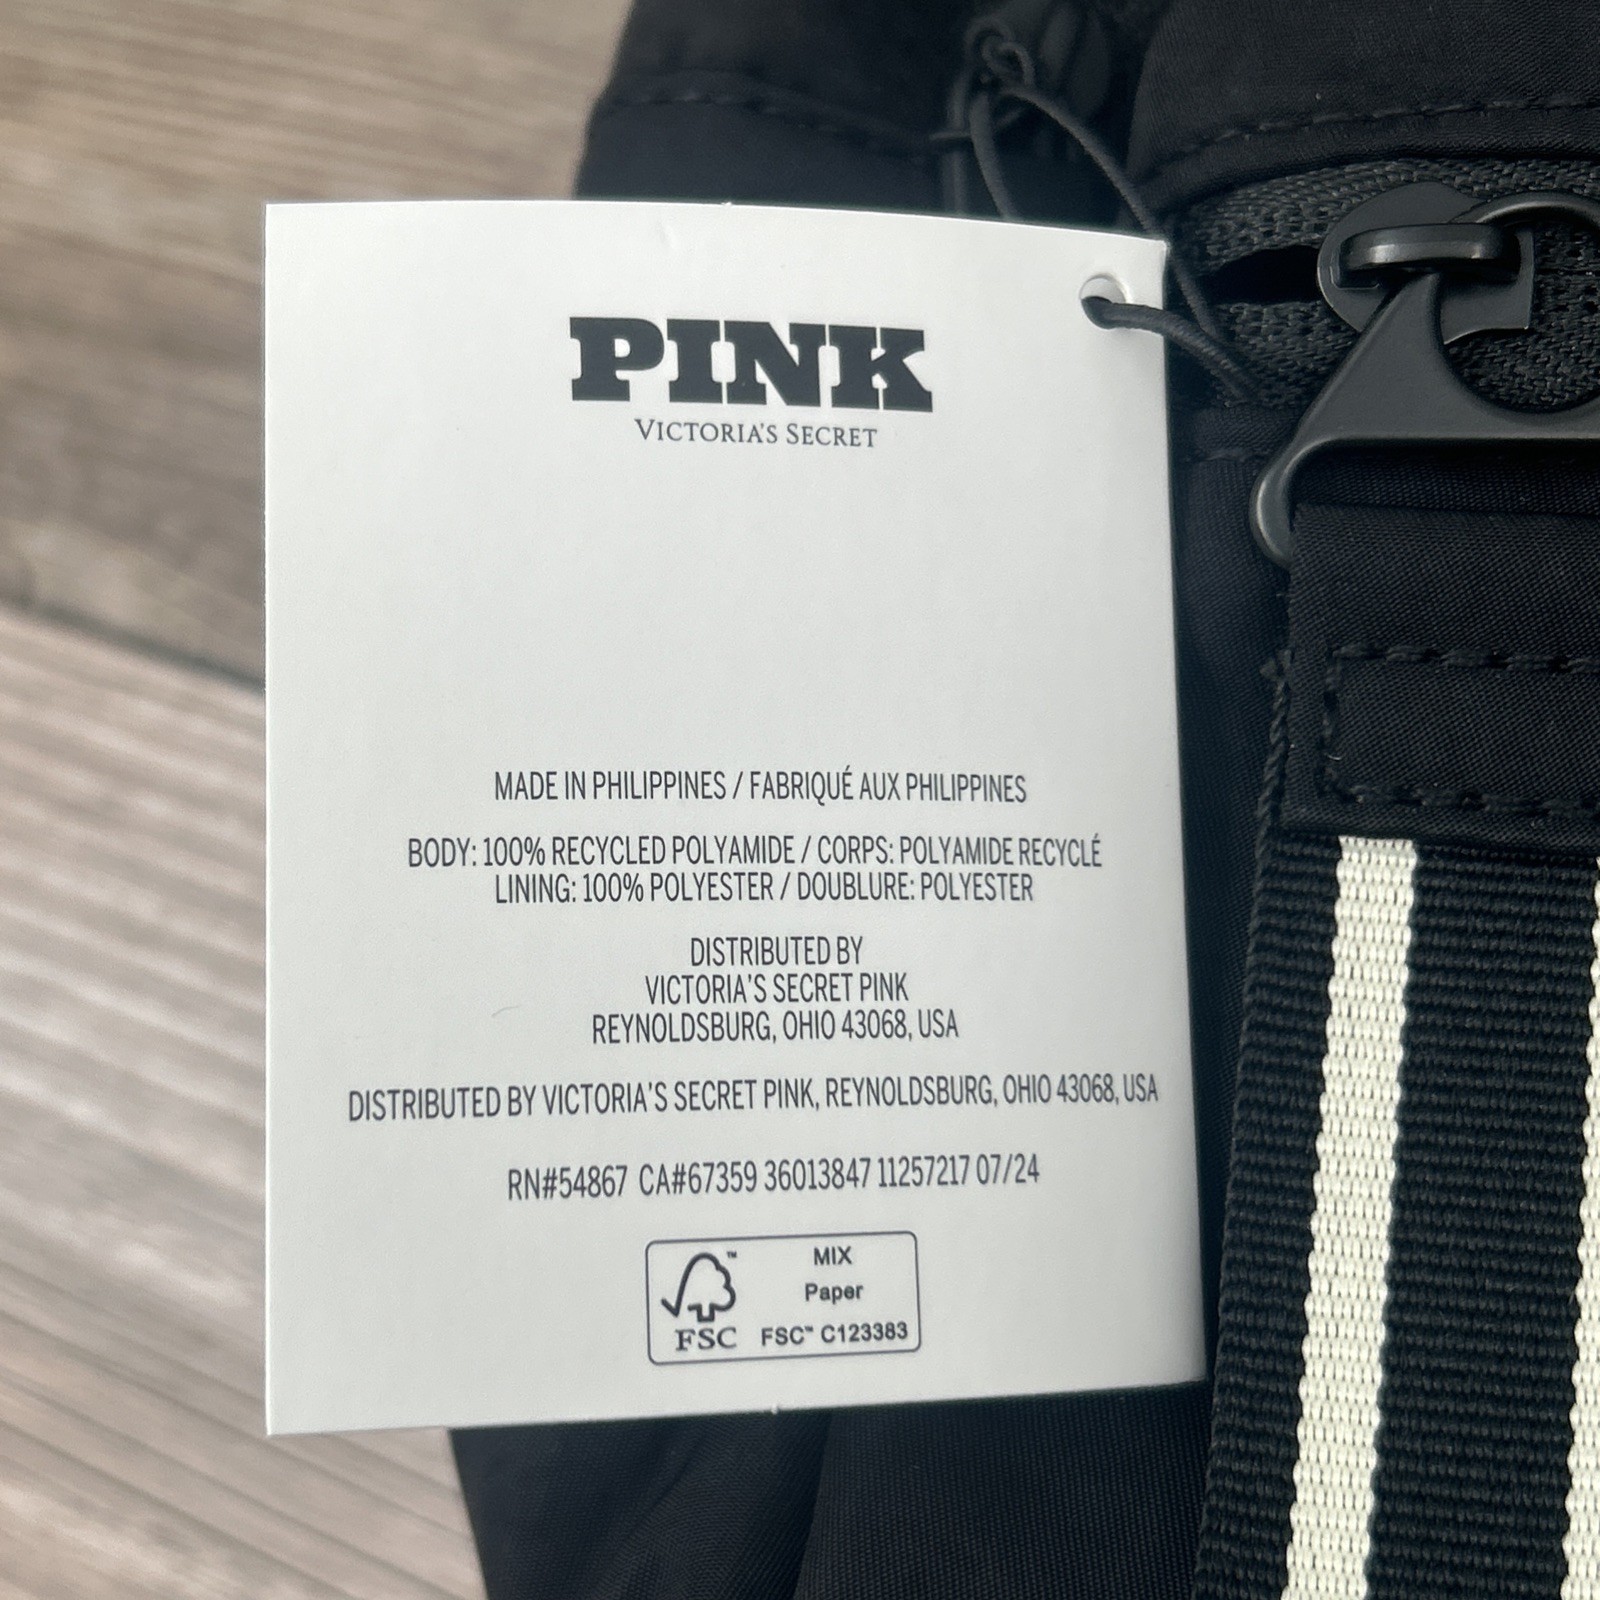 PINK
VICTORIA'S SECRET
MADE IN PHILIPPINES / FABRIQUÉ AUX PHILIPPINES
BODY: 100% RECYCLED POLYAMIDE / CORPS: POLYAMIDE RECYCLÉ
LINING: 100% POLYESTER / DOUBLURE: POLYESTER
DISTRIBUTED BY
VICTORIA'S SECRET PINK
REYNOLDSBURG, OHIO 43068, USA
DISTRIBUTED BY VICTORIA'S SECRET PINK, REYNOLDSBURG, OHIO 43068, USA
RN#54867 CA#67359 36013847 11257217 07/24
MIX
Paper
FSC™ C123383
FSC